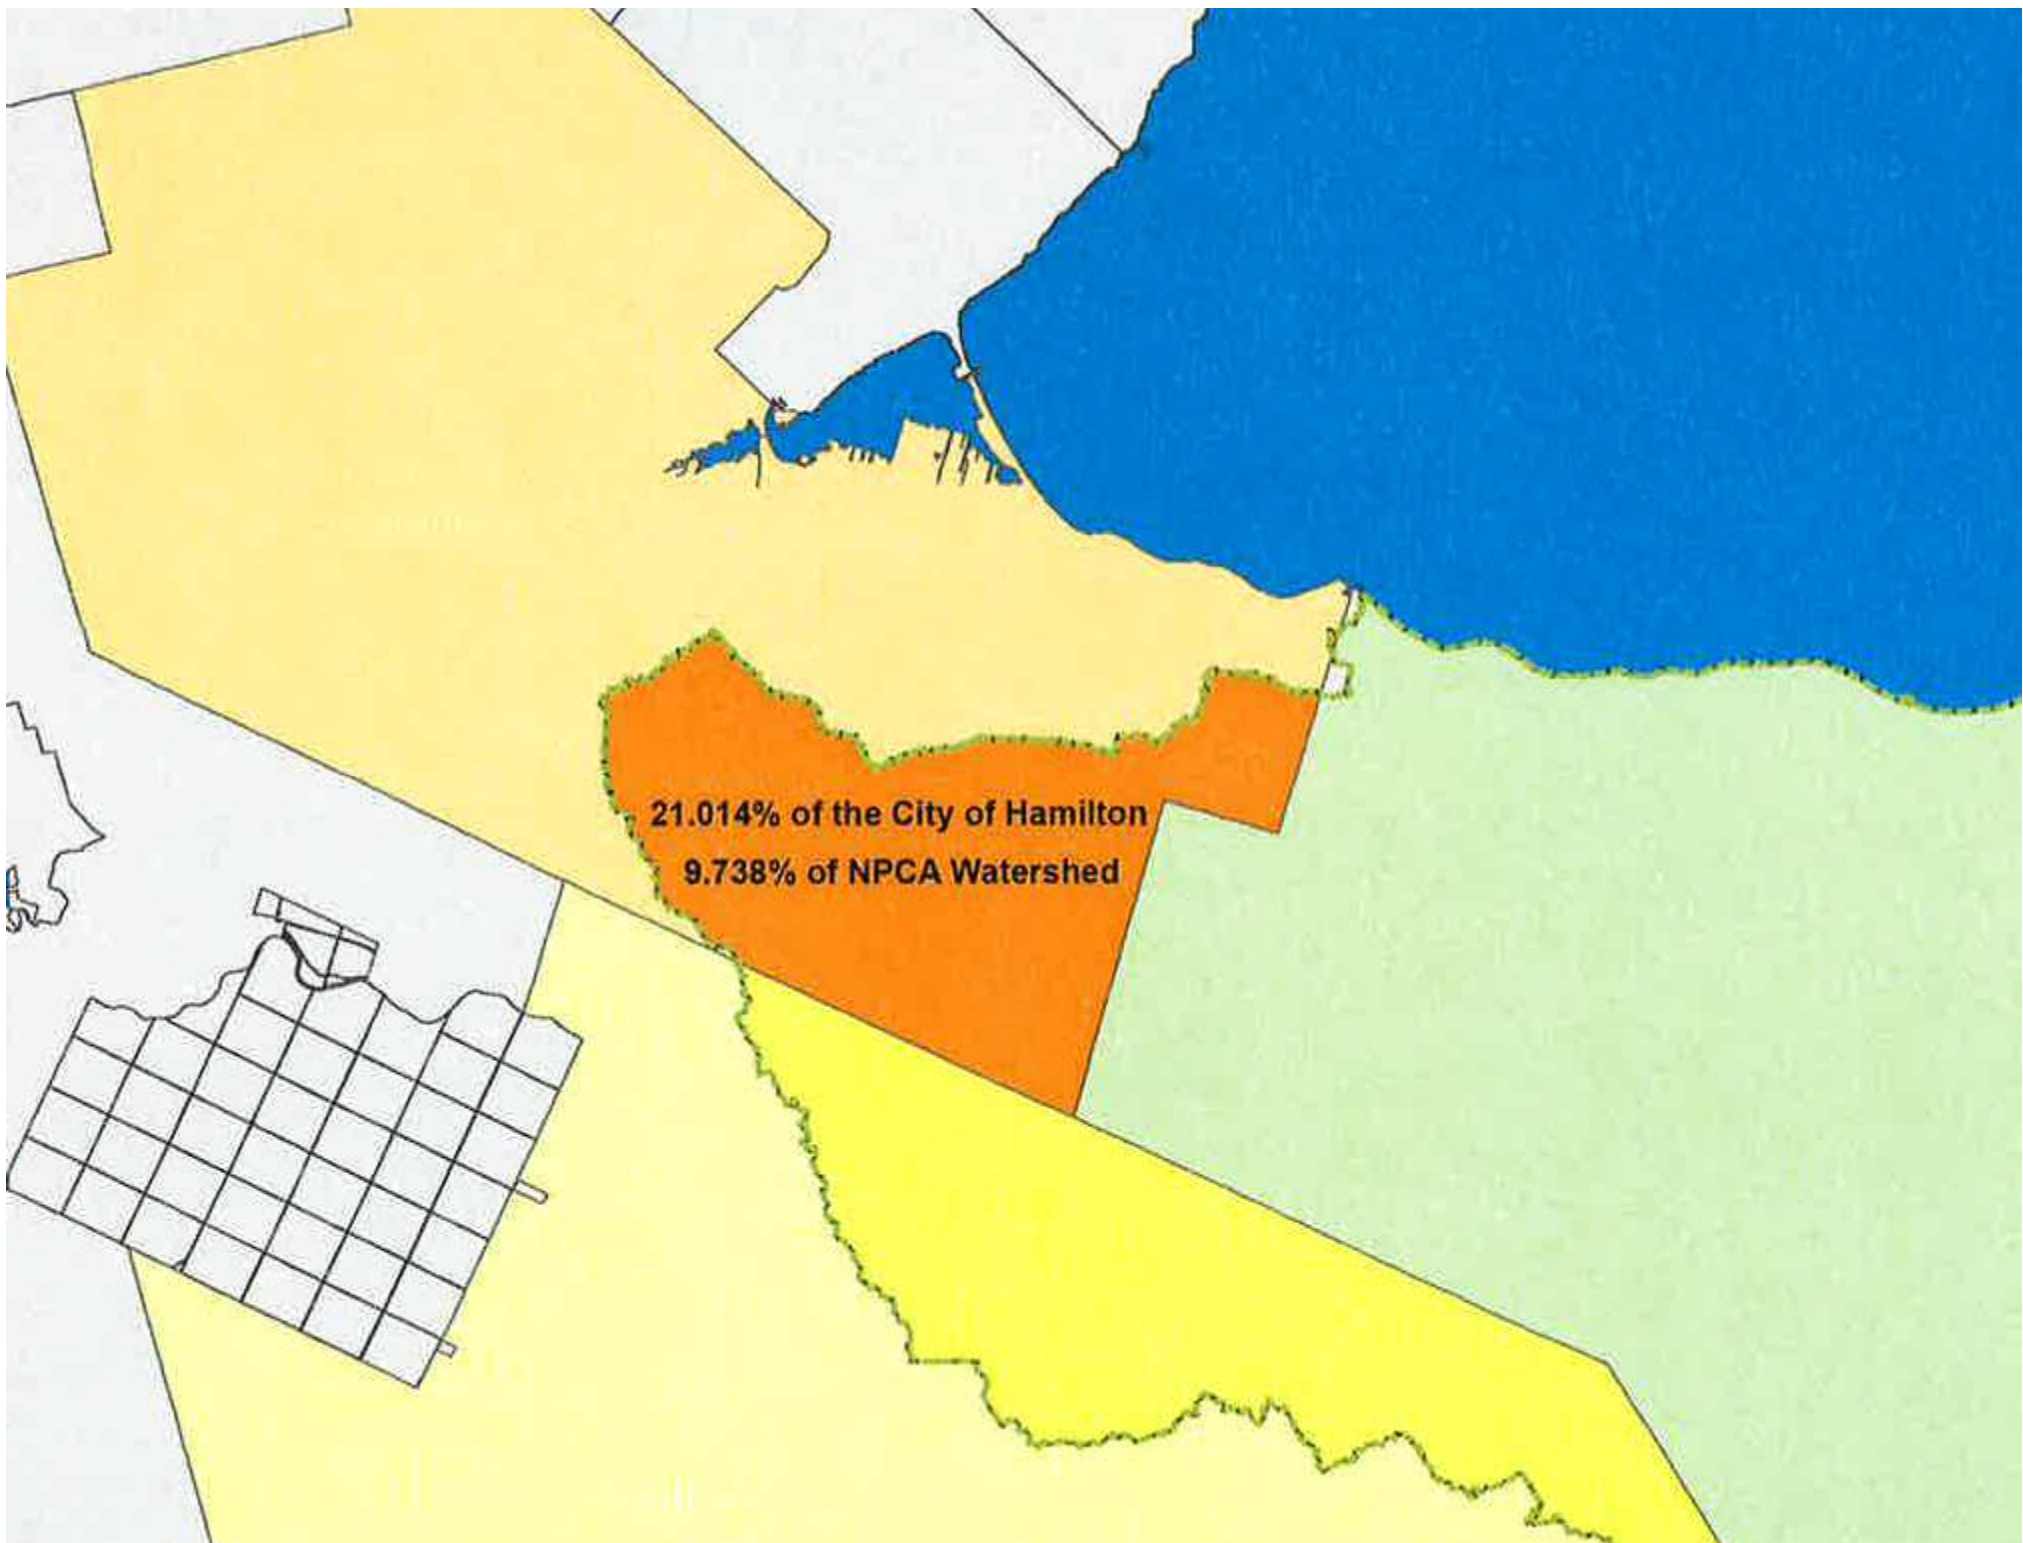 21.014% of the City of Hamilton
9.738% of NPCA Watershed